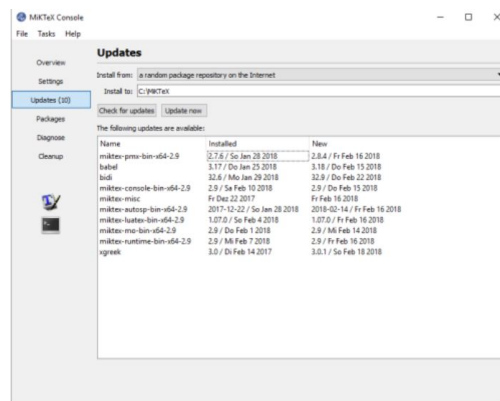 MiKTeX Console
File Tasks Help
Overview
Settings
Updates (10)
Packages
Diagnose
Cleanup
Updates
Install from: a random package repository on the Internet
Install to: C:\MiKTeX
Check for updates Update now
The following updates are available:
Name Installed New
miktex-pmx-bin-x64-2.9 2.7.6 / So Jan 28 2018 2.8.4 / Fr Feb 16 2018
babel 3.17 / Do Jan 25 2018 3.18 / Do Feb 15 2018
bidi 32.6 / Mo Jan 29 2018 32.9 / Do Feb 22 2018
miktex-console-bin-x64-2.9 2.9 / Sa Feb 10 2018 2.9 / Do Feb 15 2018
miktex-misc Fr Dez 22 2017 Fr Feb 16 2018
miktex-autosp-bin-x64-2.9 2017-12-22 / So Jan 28 2018 2018-02-14 / Fr Feb 16 2018
miktex-luatex-bin-x64-2.9 1.07.0 / So Feb 4 2018 1.07.0 / Fr Feb 16 2018
miktex-mo-bin-x64-2.9 2.9 / Do Feb 1 2018 2.9 / Mi Feb 14 2018
miktex-runtime-bin-x64-2.9 2.9 / Mi Feb 7 2018 2.9 / Fr Feb 16 2018
xgreek 3.0 / Di Feb 14 2017 3.0.1 / So Feb 18 2018